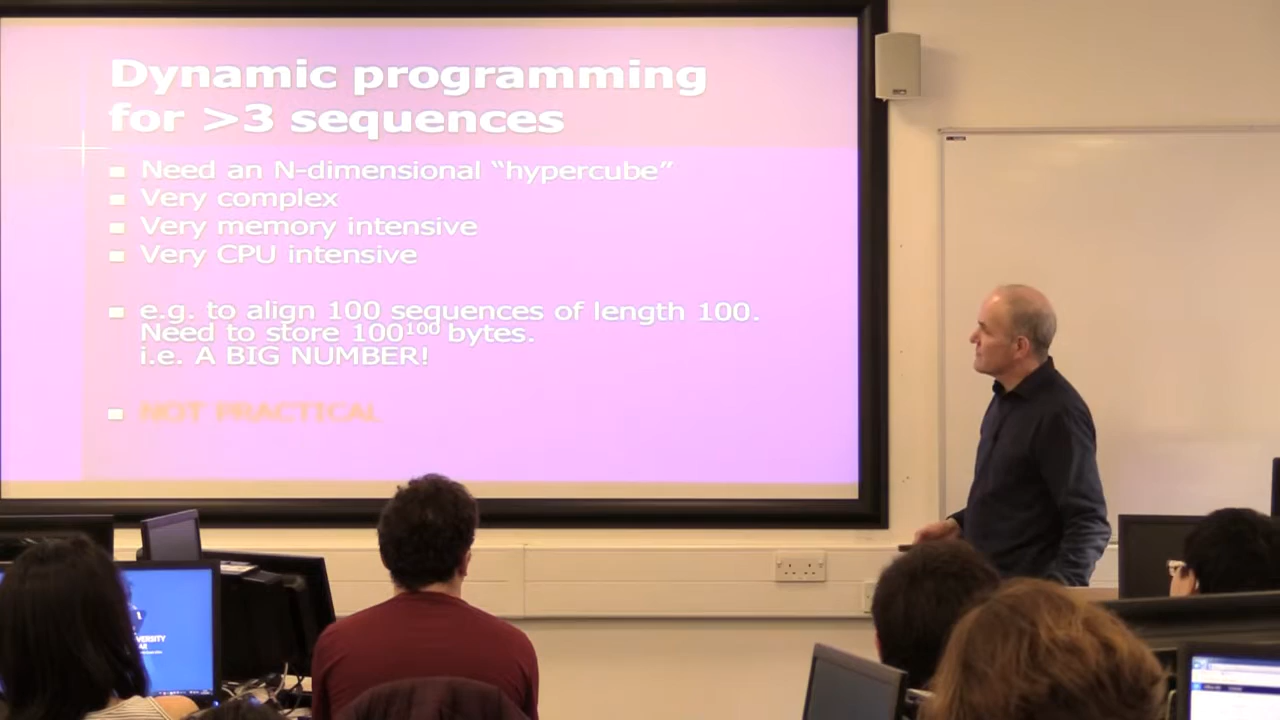 Dynamic programming
for >3 sequences
Need an N-dimensional “hypercube”
Very complex
Very memory intensive
Very CPU intensive
e.g. to align 100 sequences of length 100.
Need to store 100¹⁰⁰ bytes.
i.e. A BIG NUMBER!
NOT PRACTICAL